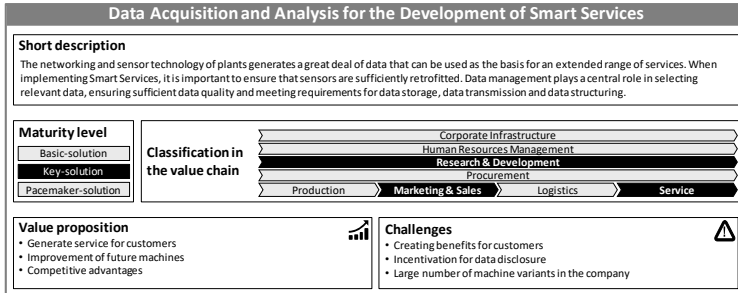 Data Acquisition and Analysis for the Development of Smart Services
Short description
The networking and sensor technology of plants generates a great deal of data that can be used as the basis for an extended range of services. When
implementing Smart Services, it is important to ensure that sensors are sufficiently retrofitted. Data management plays a central role in selecting
relevant data, ensuring sufficient data quality and meeting requirements for data storage, data transmission and data structuring.
Maturity level
Basic-solution
Key-solution
Pacemaker-solution
Classification in
the value chain
Corporate Infrastructure
Human Resources Management
Research & Development
Procurement
Production
Marketing & Sales
Logistics
Service
Value proposition
• Generate service for customers
• Improvement of future machines
• Competitive advantages
Challenges
• Creating benefits for customers
• Incentivation for data disclosure
• Large number of machine variants in the company